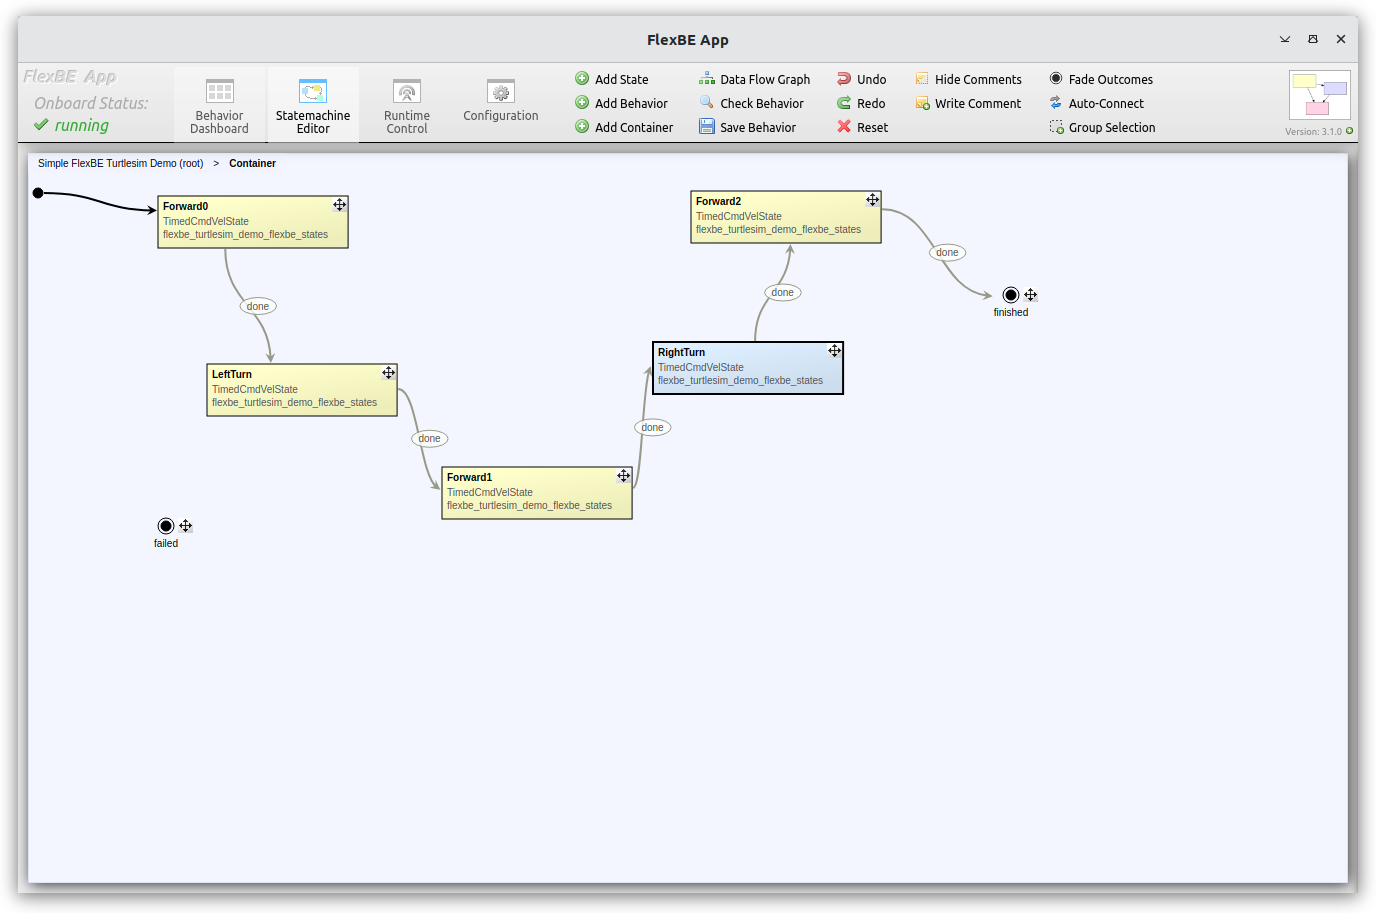 FlexBE App
FlexBE App
Onboard Status:
running
Behavior
Dashboard
Statemachine
Editor
Runtime
Control
Configuration
Add State
Add Behavior
Add Container
Data Flow Graph
Check Behavior
Save Behavior
Undo
Redo
Reset
Hide Comments
Write Comment
Fade Outcomes
Auto-Connect
Group Selection
Version: 3.1.0
Simple FlexBE Turtlesim Demo (root) > Container
Forward0
TimedCmdVelState
flexbe_turtlesim_demo_flexbe_states
done
LeftTurn
TimedCmdVelState
flexbe_turtlesim_demo_flexbe_states
done
Forward1
TimedCmdVelState
flexbe_turtlesim_demo_flexbe_states
done
RightTurn
TimedCmdVelState
flexbe_turtlesim_demo_flexbe_states
done
Forward2
TimedCmdVelState
flexbe_turtlesim_demo_flexbe_states
done
finished
failed